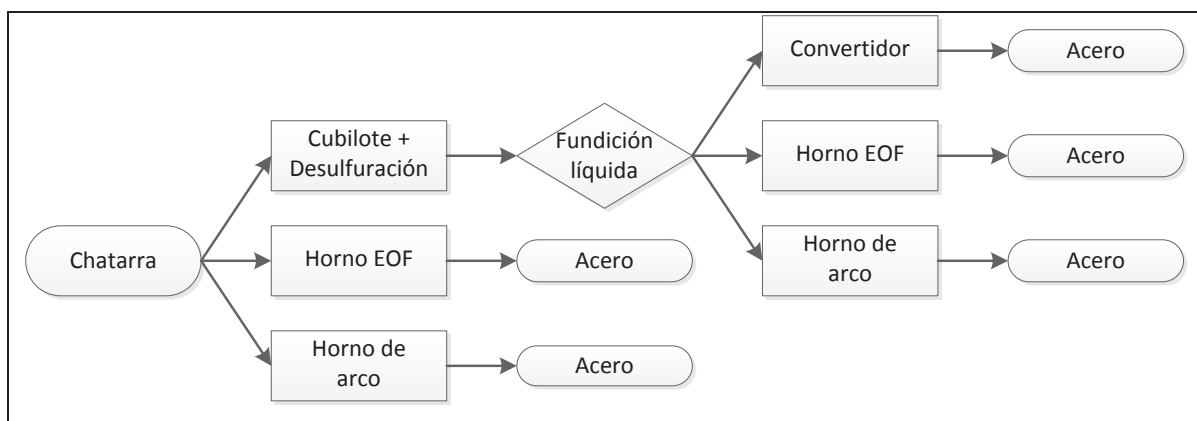 Convertidor
Acero
Cubilote +
Desulfuración
Fundición
líquida
Horno EOF
Acero
Chatarra
Horno EOF
Acero
Horno de
arco
Acero
Horno de
arco
Acero